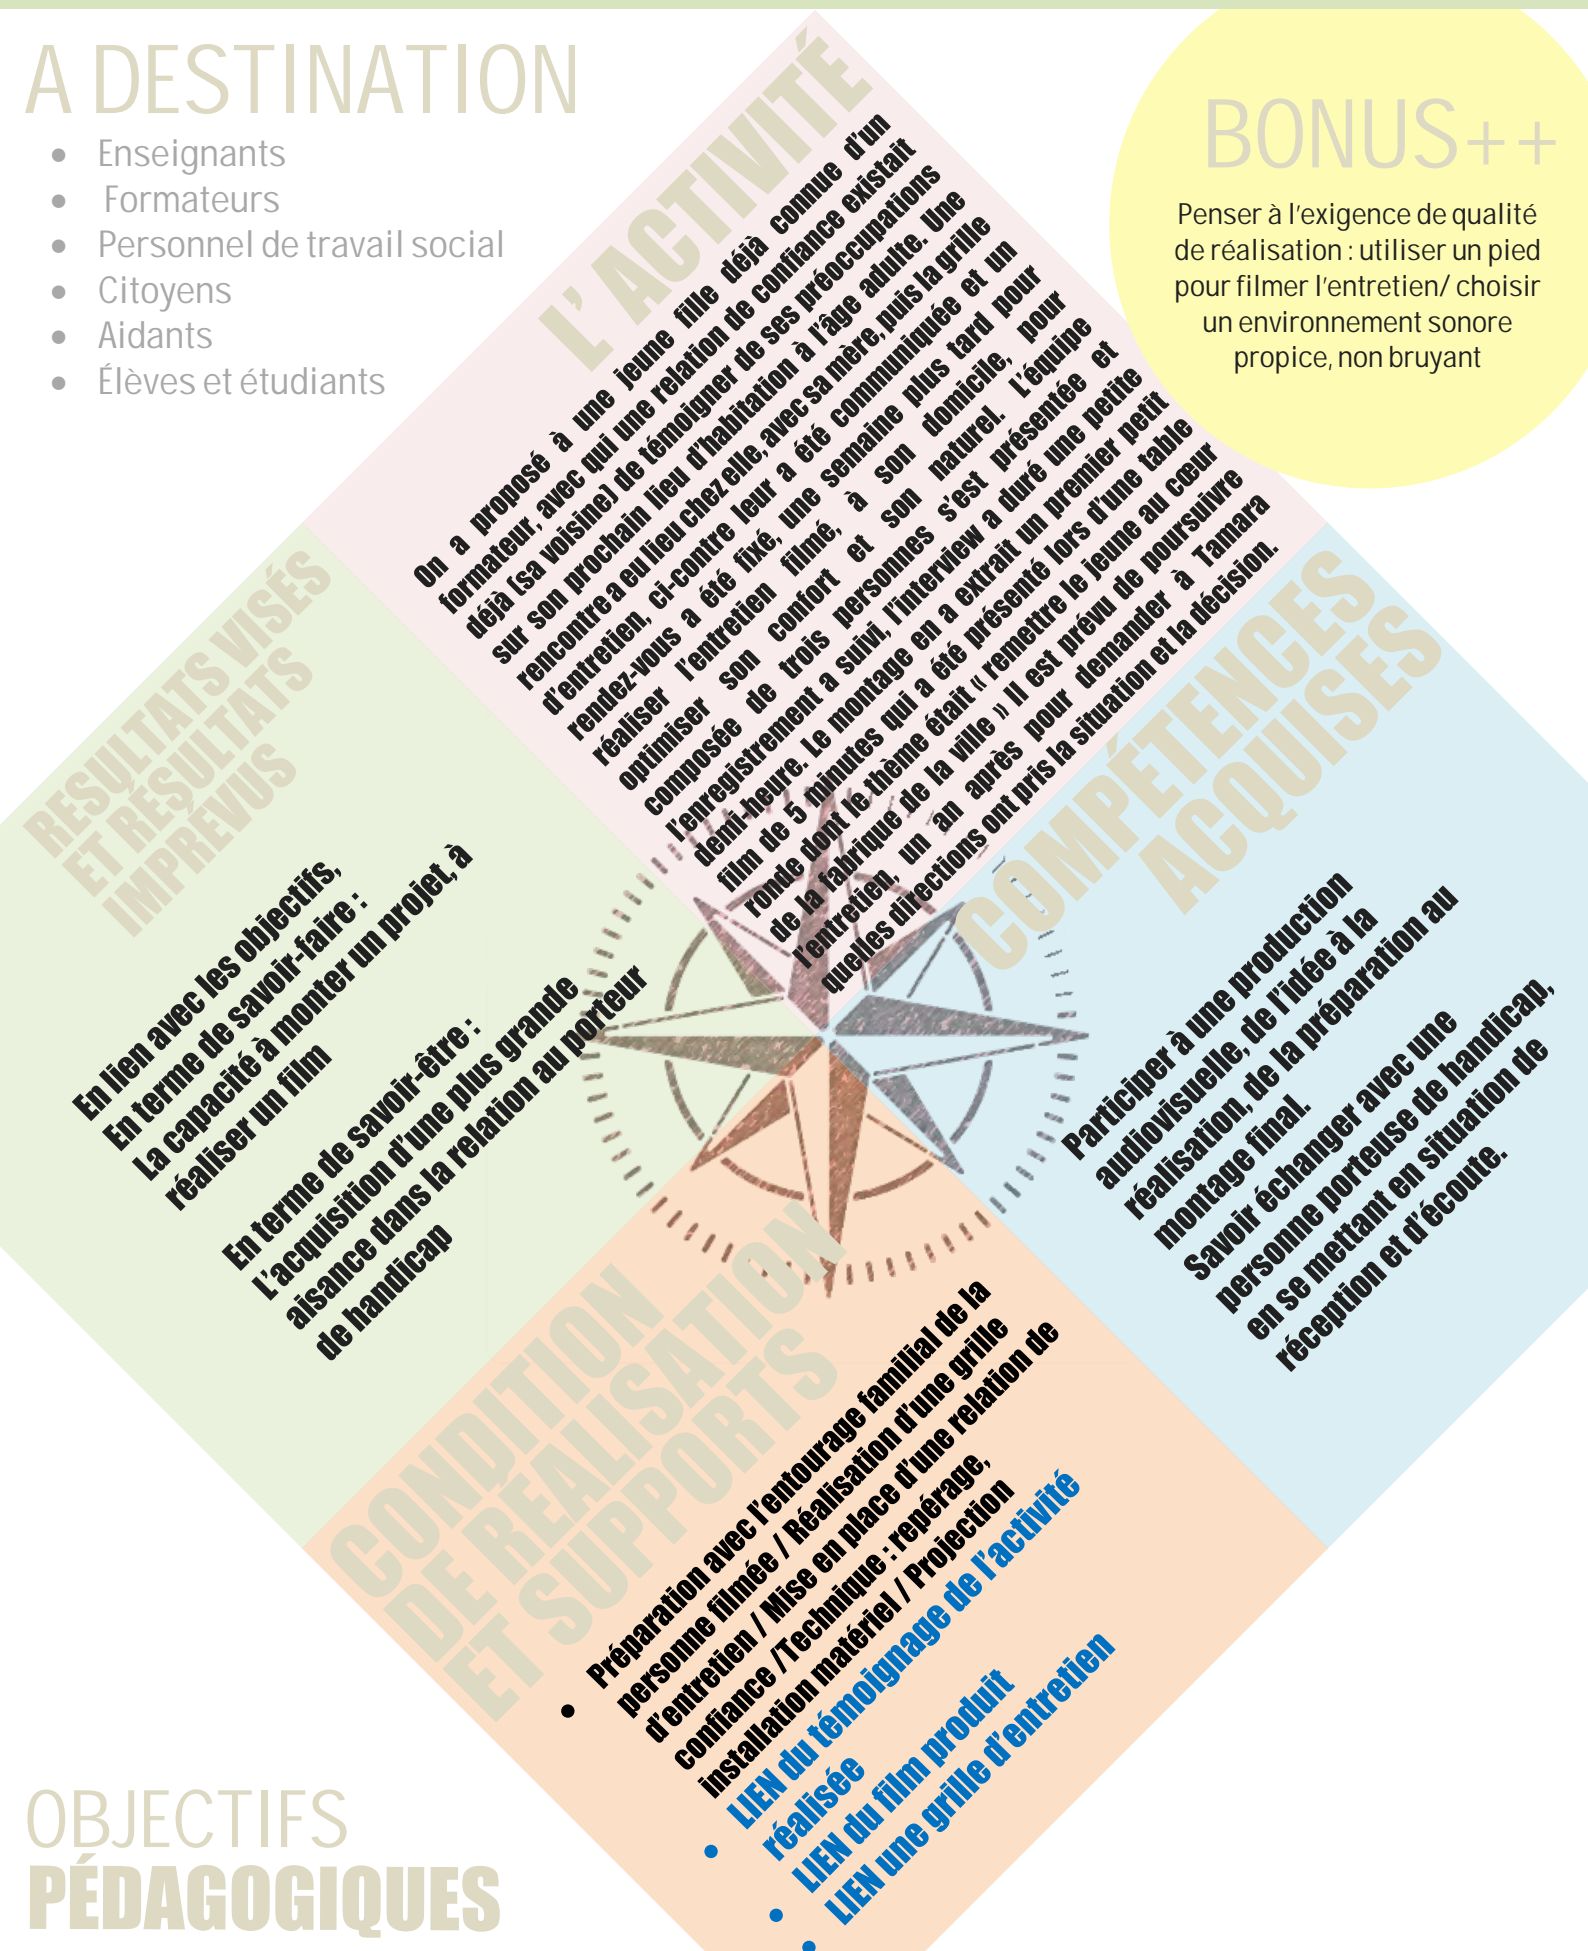 A DESTINATION
• Enseignants
• Formateurs
• Personnel de travail social
• Citoyens
• Aidants
• Élèves et étudiants
BONUS++
Penser à l'exigence de qualité
de réalisation : utiliser un pied
pour filmer l'entretien/ choisir
un environnement sonore
propice, non bruyant
L' ACTIVITÉ
On a proposé à une jeune fille déjà connue d'un
formateur, avec qui une relation de confiance existait
déjà (sa voisine) de témoigner de ses préoccupations
sur son prochain lieu d'habitation à l'âge adulte. Une
rencontre a eu lieu chez elle, avec sa mère, puis la grille
d'entretien, ci-contre leur a été communiquée et un
rendez-vous a été fixé, une semaine plus tard pour
réaliser l'entretien filmé, à son domicile, pour
optimiser son confort et son naturel. L'équipe
composée de trois personnes s'est présentée et
l'enregistrement a suivi, l'interview a duré une petite
demi-heure. Le montage en a extrait un premier petit
film de 5 minutes qui a été présenté lors d'une table
ronde dont le thème était « remettre le jeune au cœur
de la fabrique de la ville » Il est prévu de poursuivre
l'entretien, un an après pour demander à Tamara
quelles directions ont pris la situation et la décision.
RESULTATS VISÉS
ET RÉSULTATS
IMPRÉVUS
En lien avec les objectifs,
En terme de savoir-faire :
La capacité à monter un projet, à
réaliser un film
En terme de savoir-être :
L'acquisition d'une plus grande
aisance dans la relation au porteur
de handicap
COMPÉTENCES
ACQUISES
Participer à une production
audiovisuelle, de l'idée à la
réalisation, de la préparation au
montage final.
Savoir échanger avec une
personne porteuse de handicap,
en se mettant en situation de
réception et d'écoute.
CONDITION
DE RÉALISATION
ET SUPPORTS
• Préparation avec l'entourage familial de la
personne filmée / Réalisation d'une grille
d'entretien / Mise en place d'une relation de
confiance /Technique : repérage,
installation matériel / Projection
• LIEN du témoignage de l'activité
réalisée
• LIEN du film produit
• LIEN une grille d'entretien
OBJECTIFS
PÉDAGOGIQUES